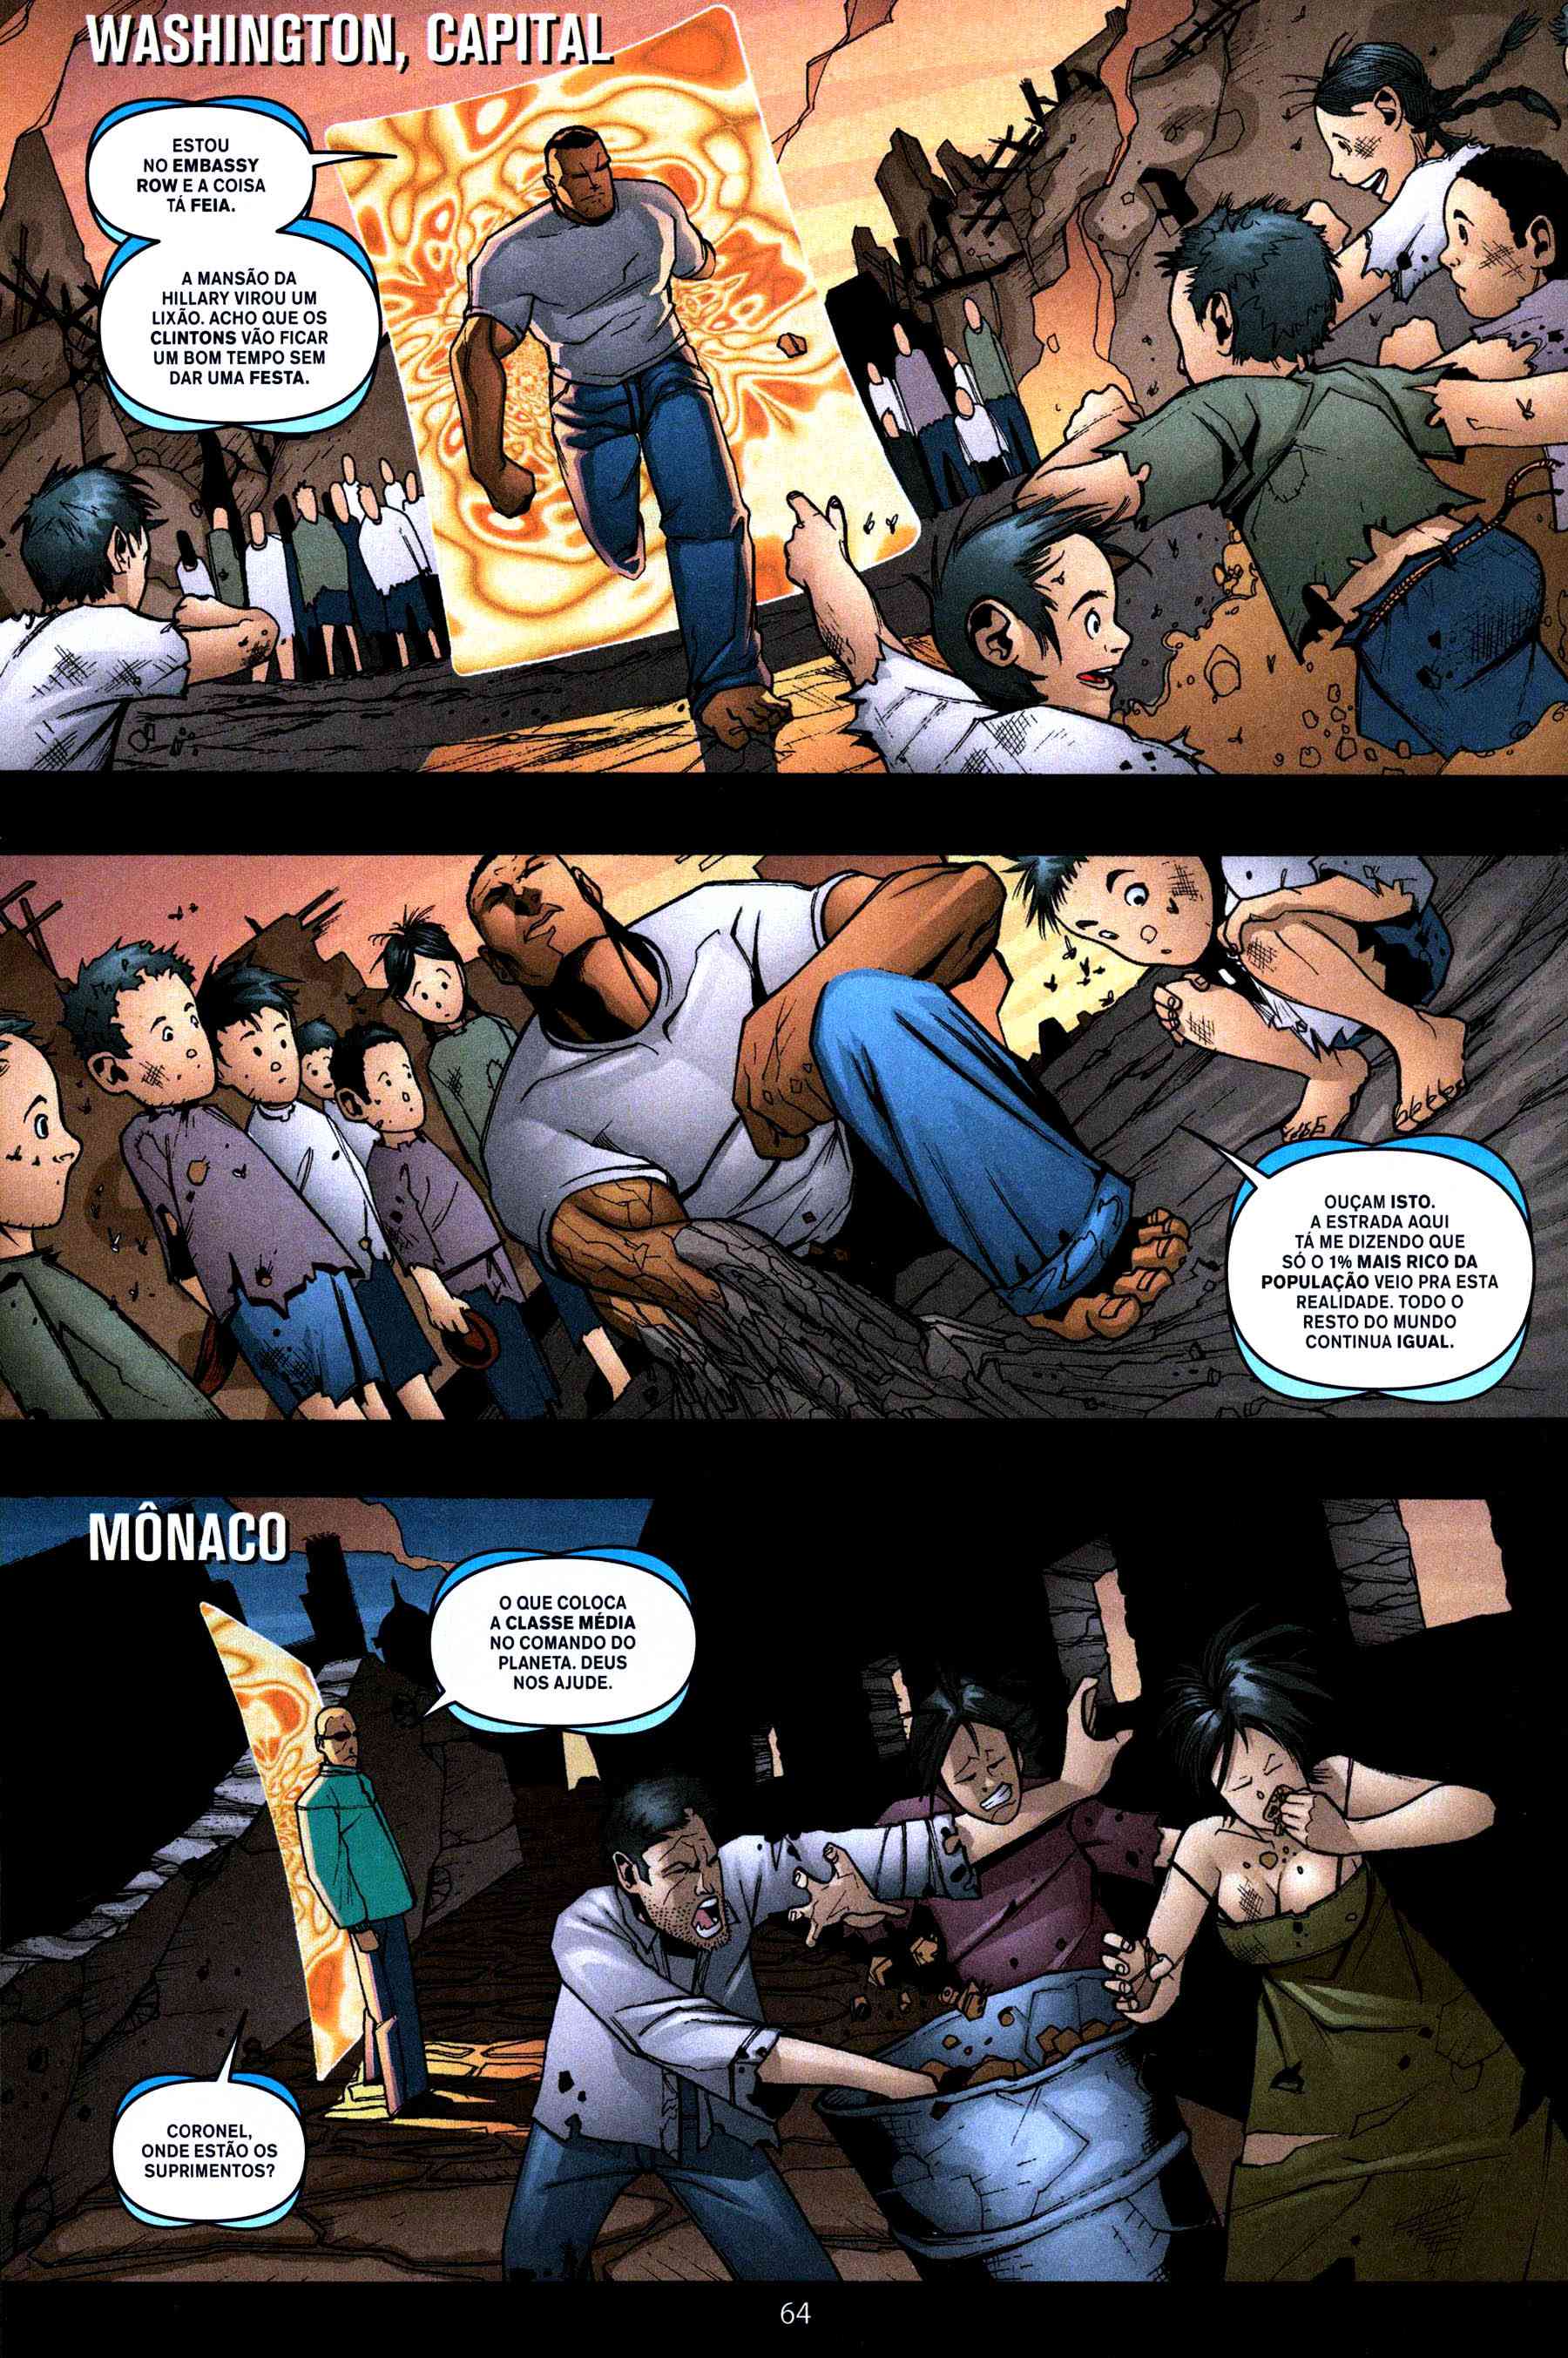 WASHINGTON, CAPITAL
ESTOU
NO EMBASSY
ROW E A COISA
TÁ FEIA.
A MANSÃO DA
HILLARY VIROU UM
LIXÃO. ACHO QUE OS
CLINTONS VÃO FICAR
UM BOM TEMPO SEM
DAR UMA FESTA.
OUÇAM ISTO.
A ESTRADA AQUI
TÁ ME DIZENDO QUE
SÓ O 1% MAIS RICO DA
POPULAÇÃO VEIO PRA ESTA
REALIDADE. TODO O
RESTO DO MUNDO
CONTINUA IGUAL.
MÔNACO
O QUE COLOCA
A CLASSE MÉDIA
NO COMANDO DO
PLANETA. DEUS
NOS AJUDE.
CORONEL,
ONDE ESTÃO OS
SUPRIMENTOS?
64